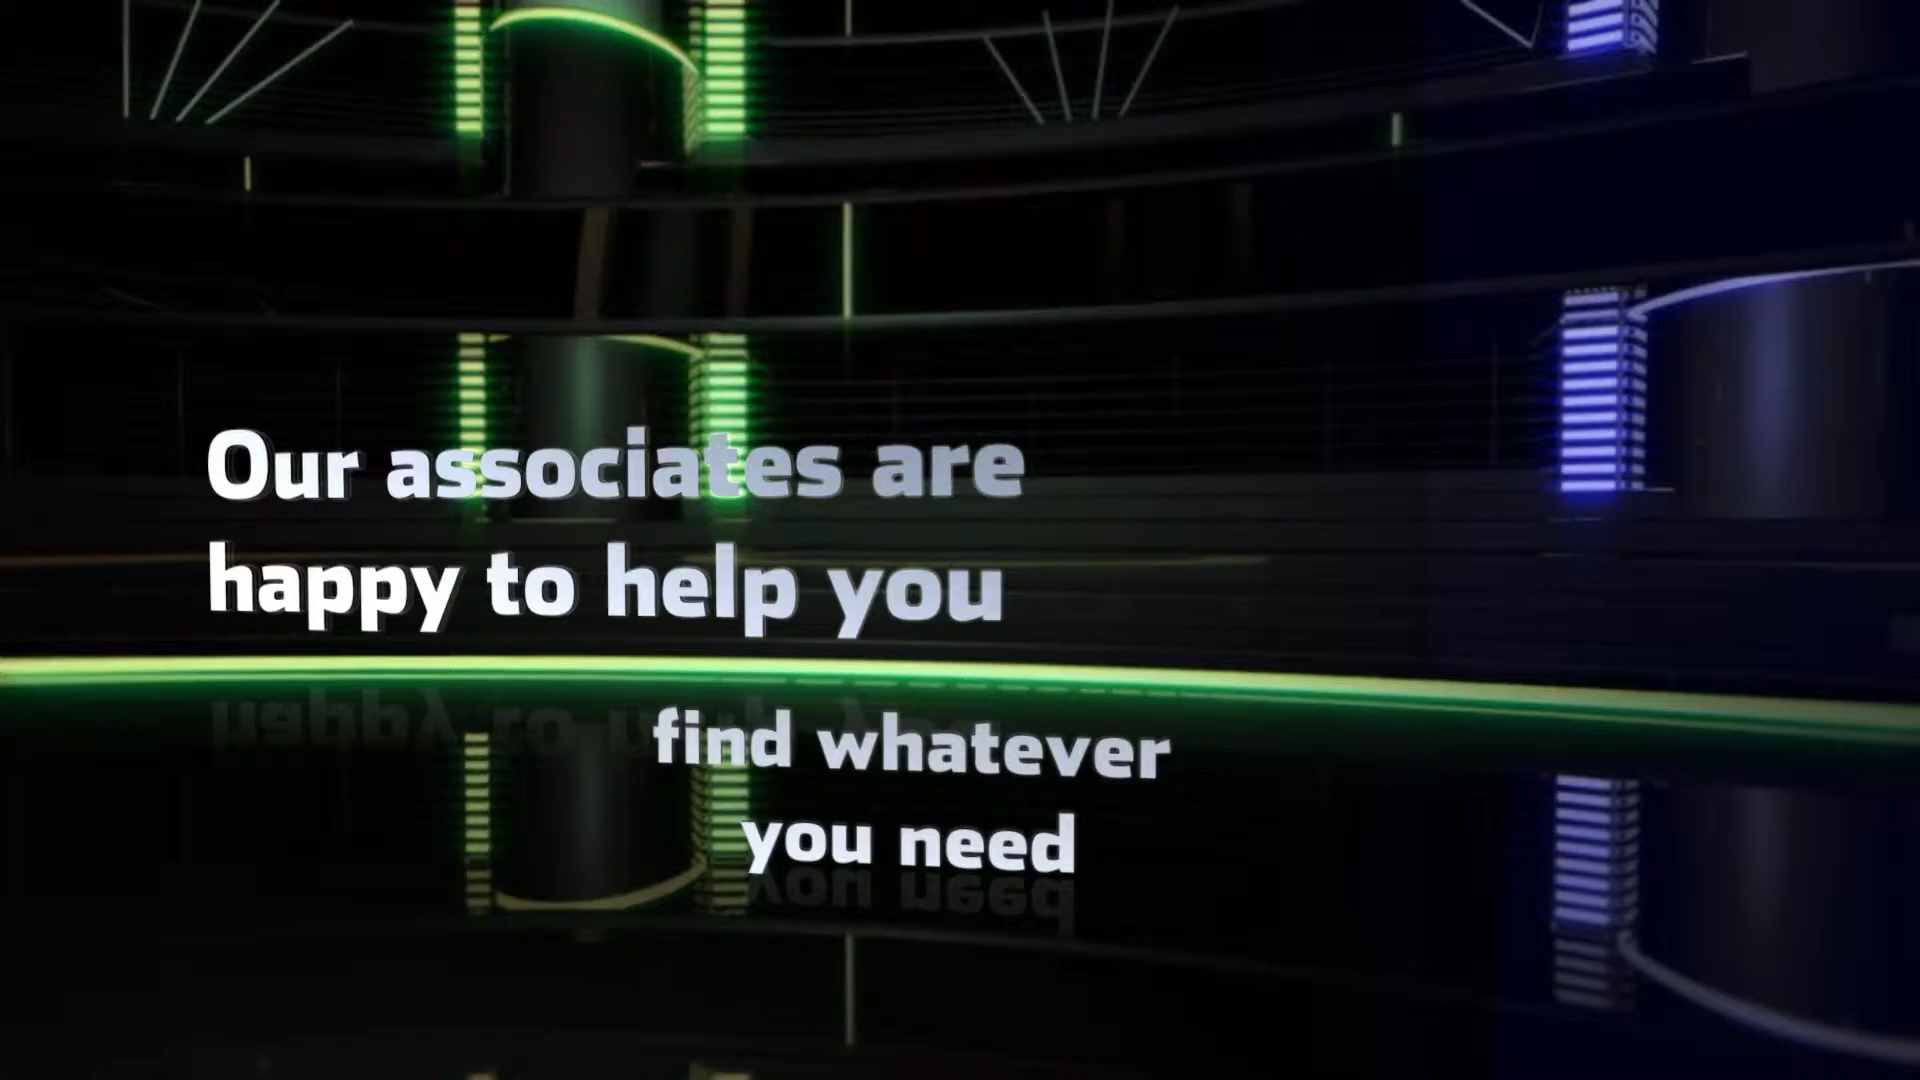 Our associates are
happy to help you
find whatever
you need